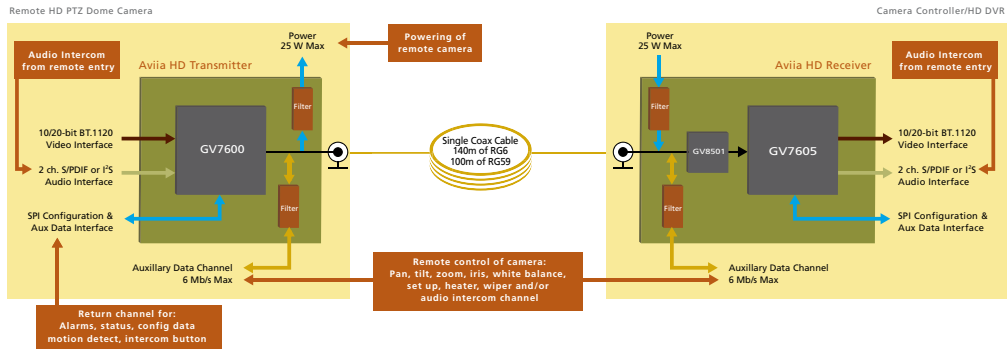 Remote HD PTZ Dome Camera
Camera Controller/HD DVR
Audio Intercom
from remote entry
Power
25 W Max
Powering of
remote camera
Aviia HD Transmitter
Filter
GV7600
10/20-bit BT.1120
Video Interface
2 ch. S/PDIF or I²S
Audio Interface
SPI Configuration &
Aux Data Interface
Filter
Auxillary Data Channel
6 Mb/s Max
Return channel for:
Alarms, status, config data
motion detect, intercom button
Single Coax Cable
140m of RG6
100m of RG59
Remote control of camera:
Pan, tilt, zoom, iris, white balance,
set up, heater, wiper and/or
audio intercom channel
Power
25 W Max
Audio Intercom
from remote entry
Aviia HD Receiver
Filter
GV8501
GV7605
10/20-bit BT.1120
Video Interface
2 ch. S/PDIF or I²S
Audio Interface
Filter
SPI Configuration &
Aux Data Interface
Auxillary Data Channel
6 Mb/s Max